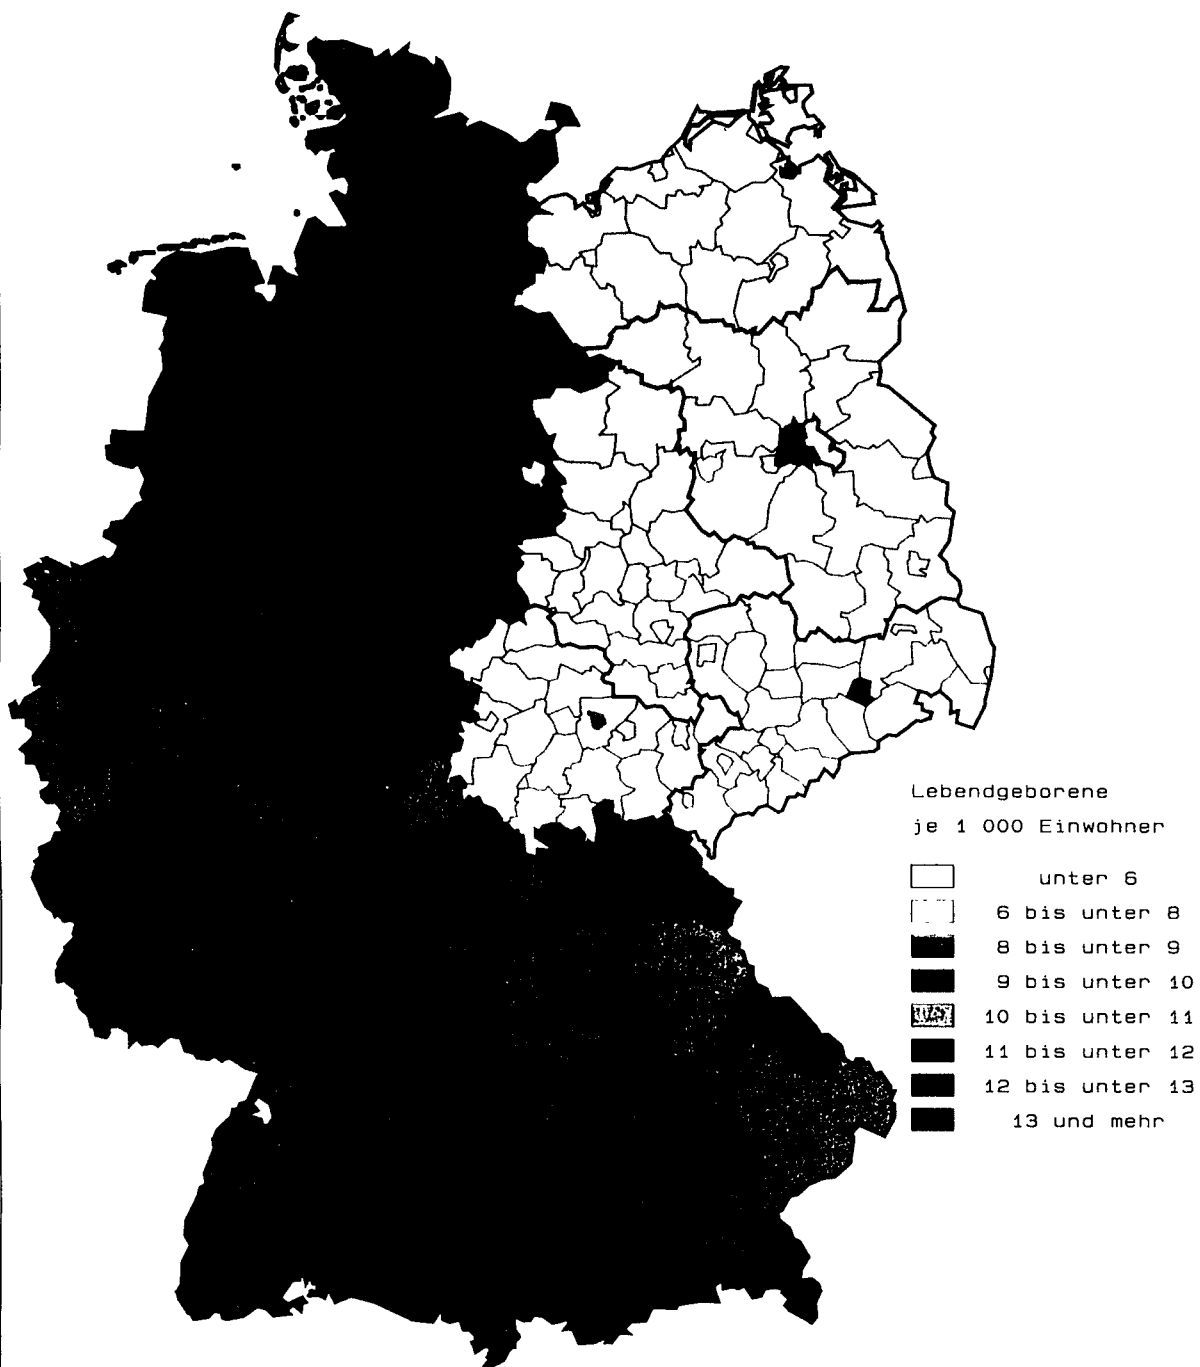 Lebendgeborene
je 1 000 Einwohner
unter 6
6 bis unter 8
8 bis unter 9
9 bis unter 10
10 bis unter 11
11 bis unter 12
12 bis unter 13
13 und mehr